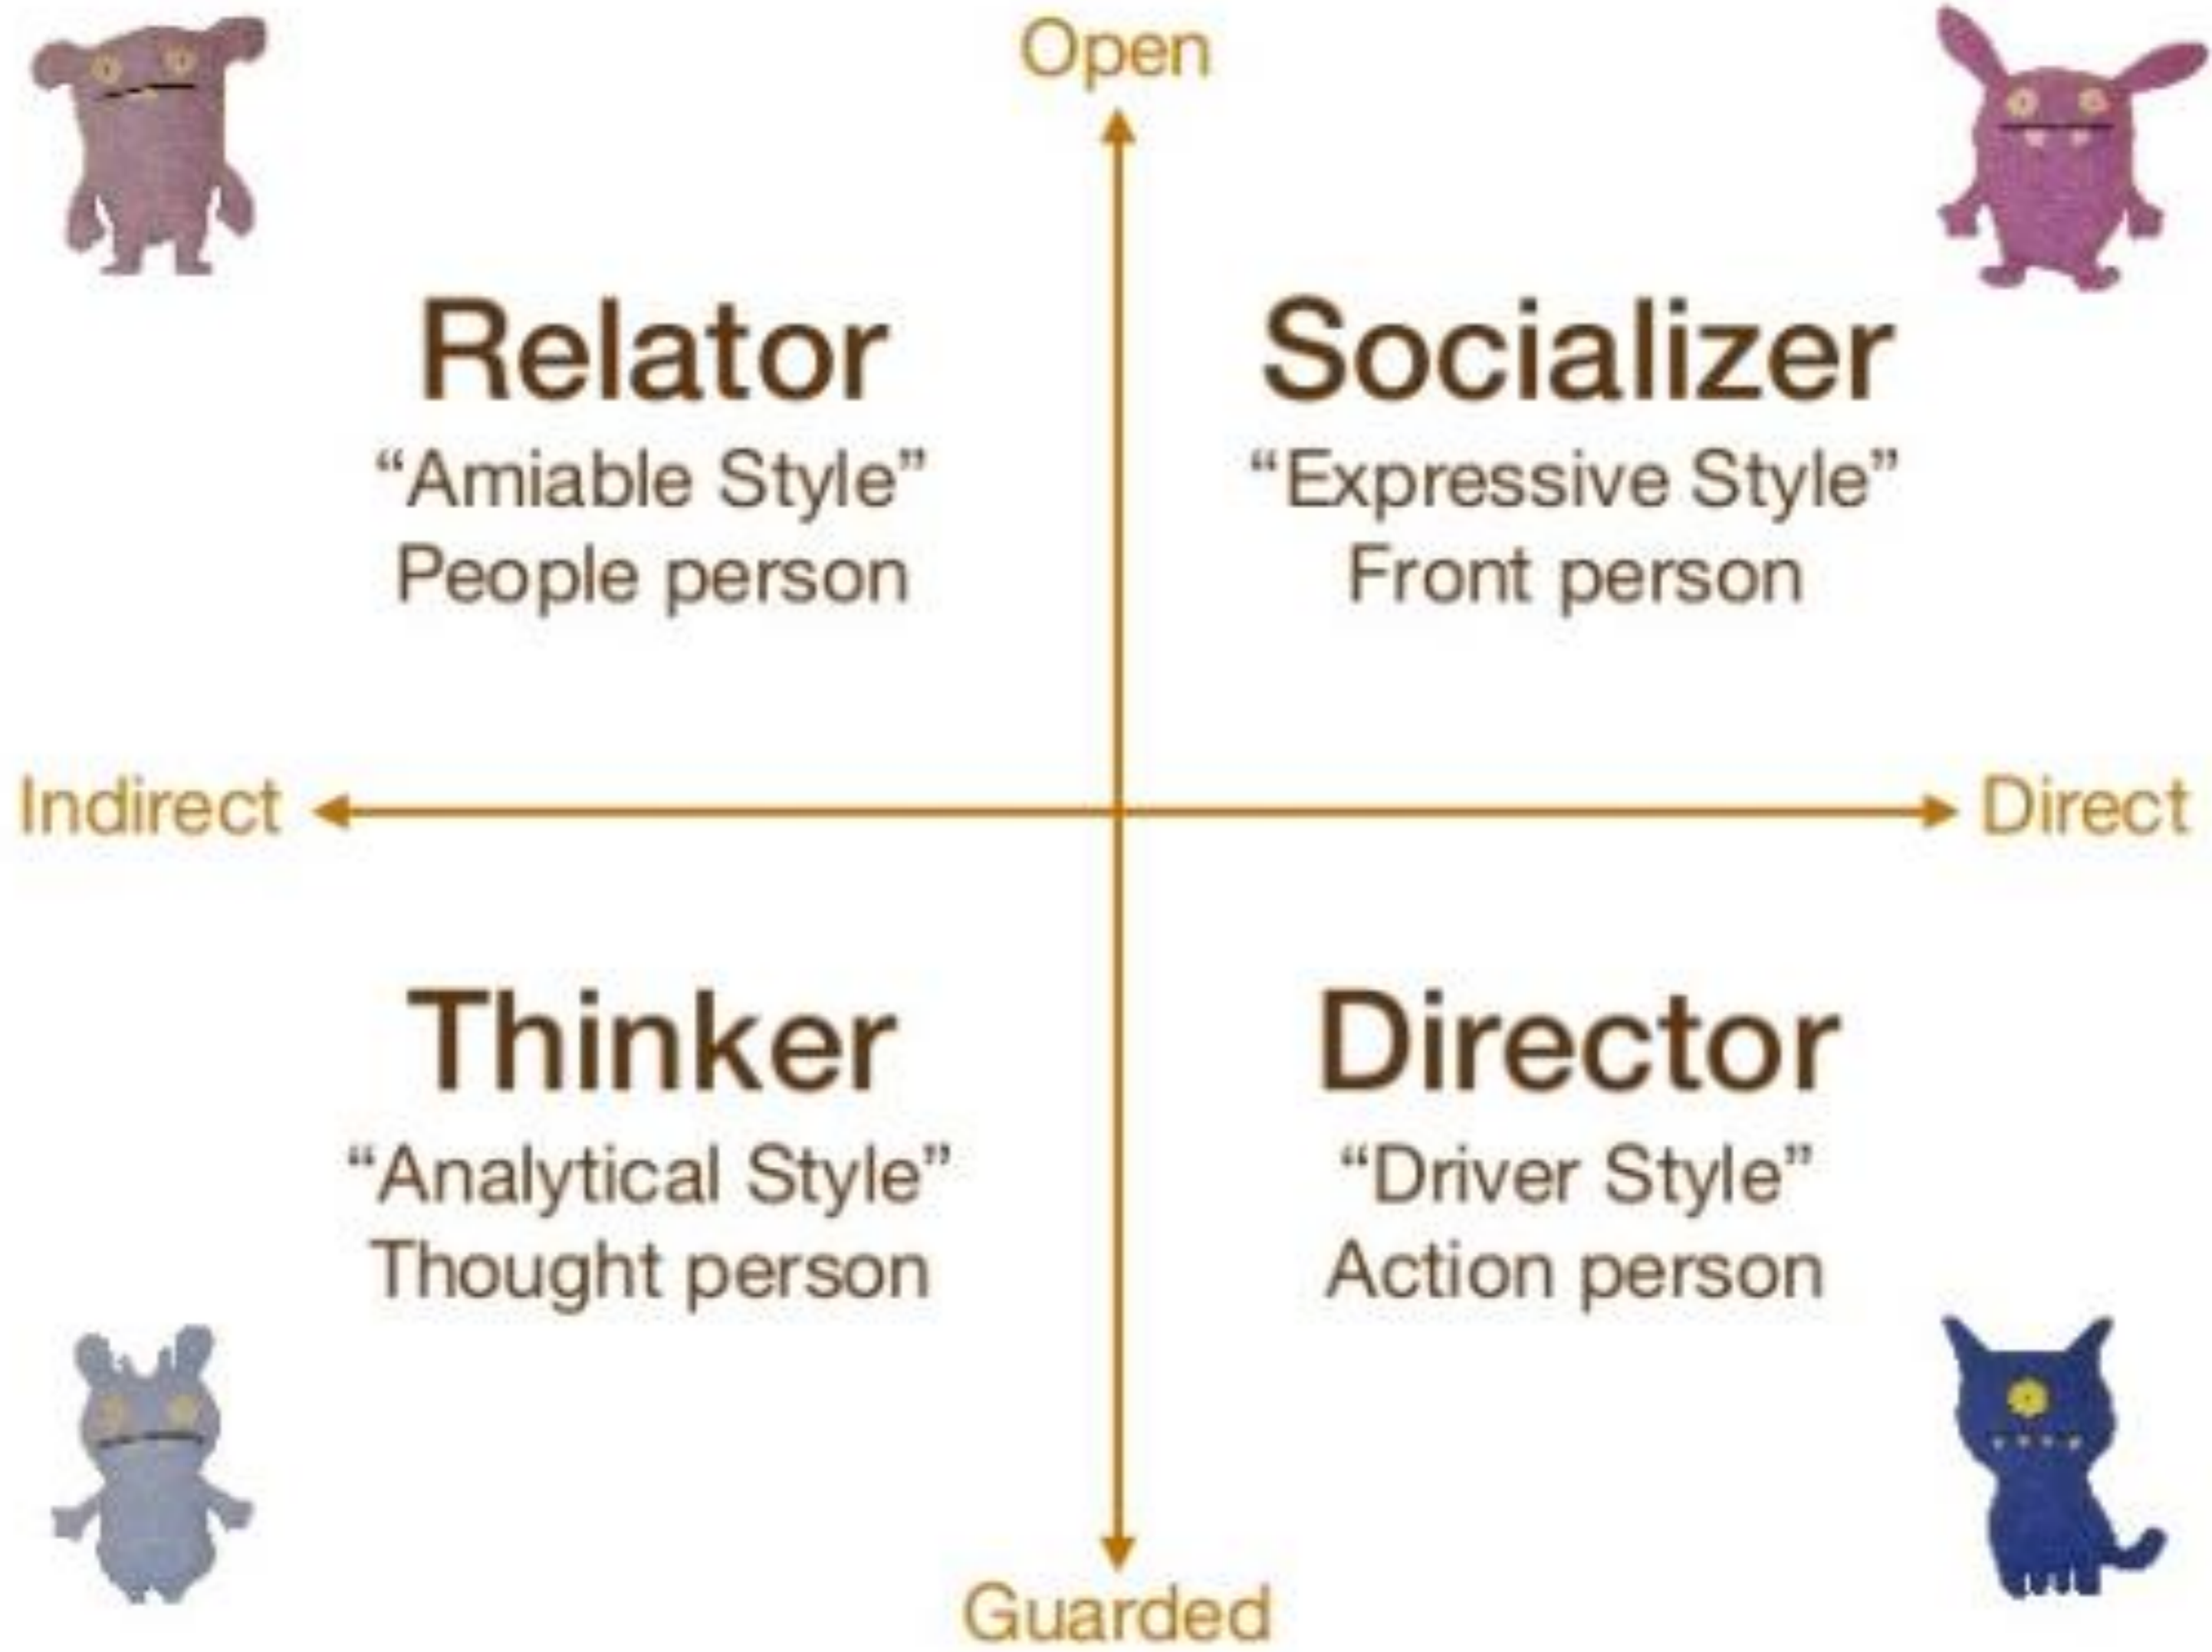 Open
Relator
“Amiable Style”
People person
Socializer
“Expressive Style”
Front person
Indirect
Direct
Thinker
“Analytical Style”
Thought person
Director
“Driver Style”
Action person
Guarded